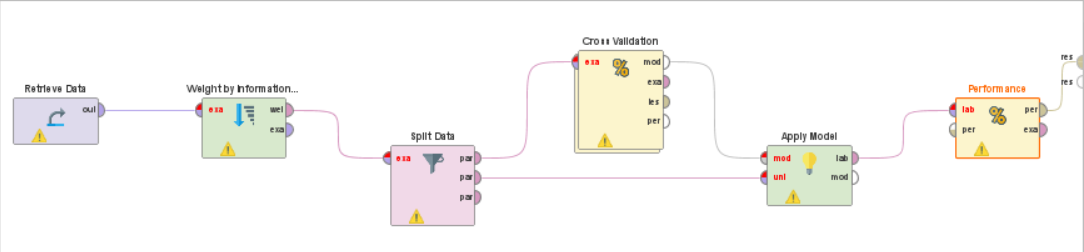 Retrieve Data
out
Weight by Information...
exa
wei
exa
Split Data
exa
par
par
par
Cross Validation
exa
mod
exa
tes
per
Apply Model
mod
unl
lab
mod
Performance
lab
per
per
exa
res
res